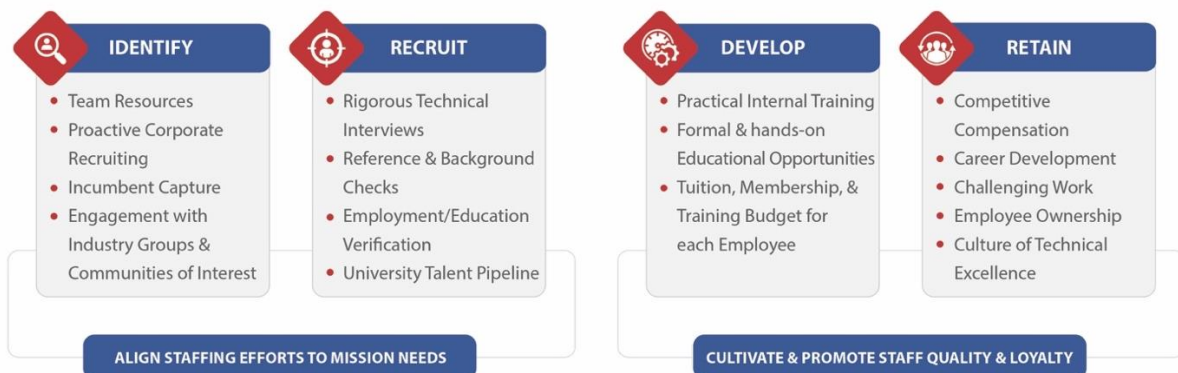 IDENTIFY
Team Resources
Proactive Corporate
Recruiting
Incumbent Capture
Engagement with
Industry Groups &
Communities of Interest
RECRUIT
Rigorous Technical
Interviews
Reference & Background
Checks
Employment/Education
Verification
University Talent Pipeline
ALIGN STAFFING EFFORTS TO MISSION NEEDS
DEVELOP
Practical Internal Training
Formal & hands-on
Educational Opportunities
Tuition, Membership, &
Training Budget for
each Employee
RETAIN
Competitive
Compensation
Career Development
Challenging Work
Employee Ownership
Culture of Technical
Excellence
CULTIVATE & PROMOTE STAFF QUALITY & LOYALTY